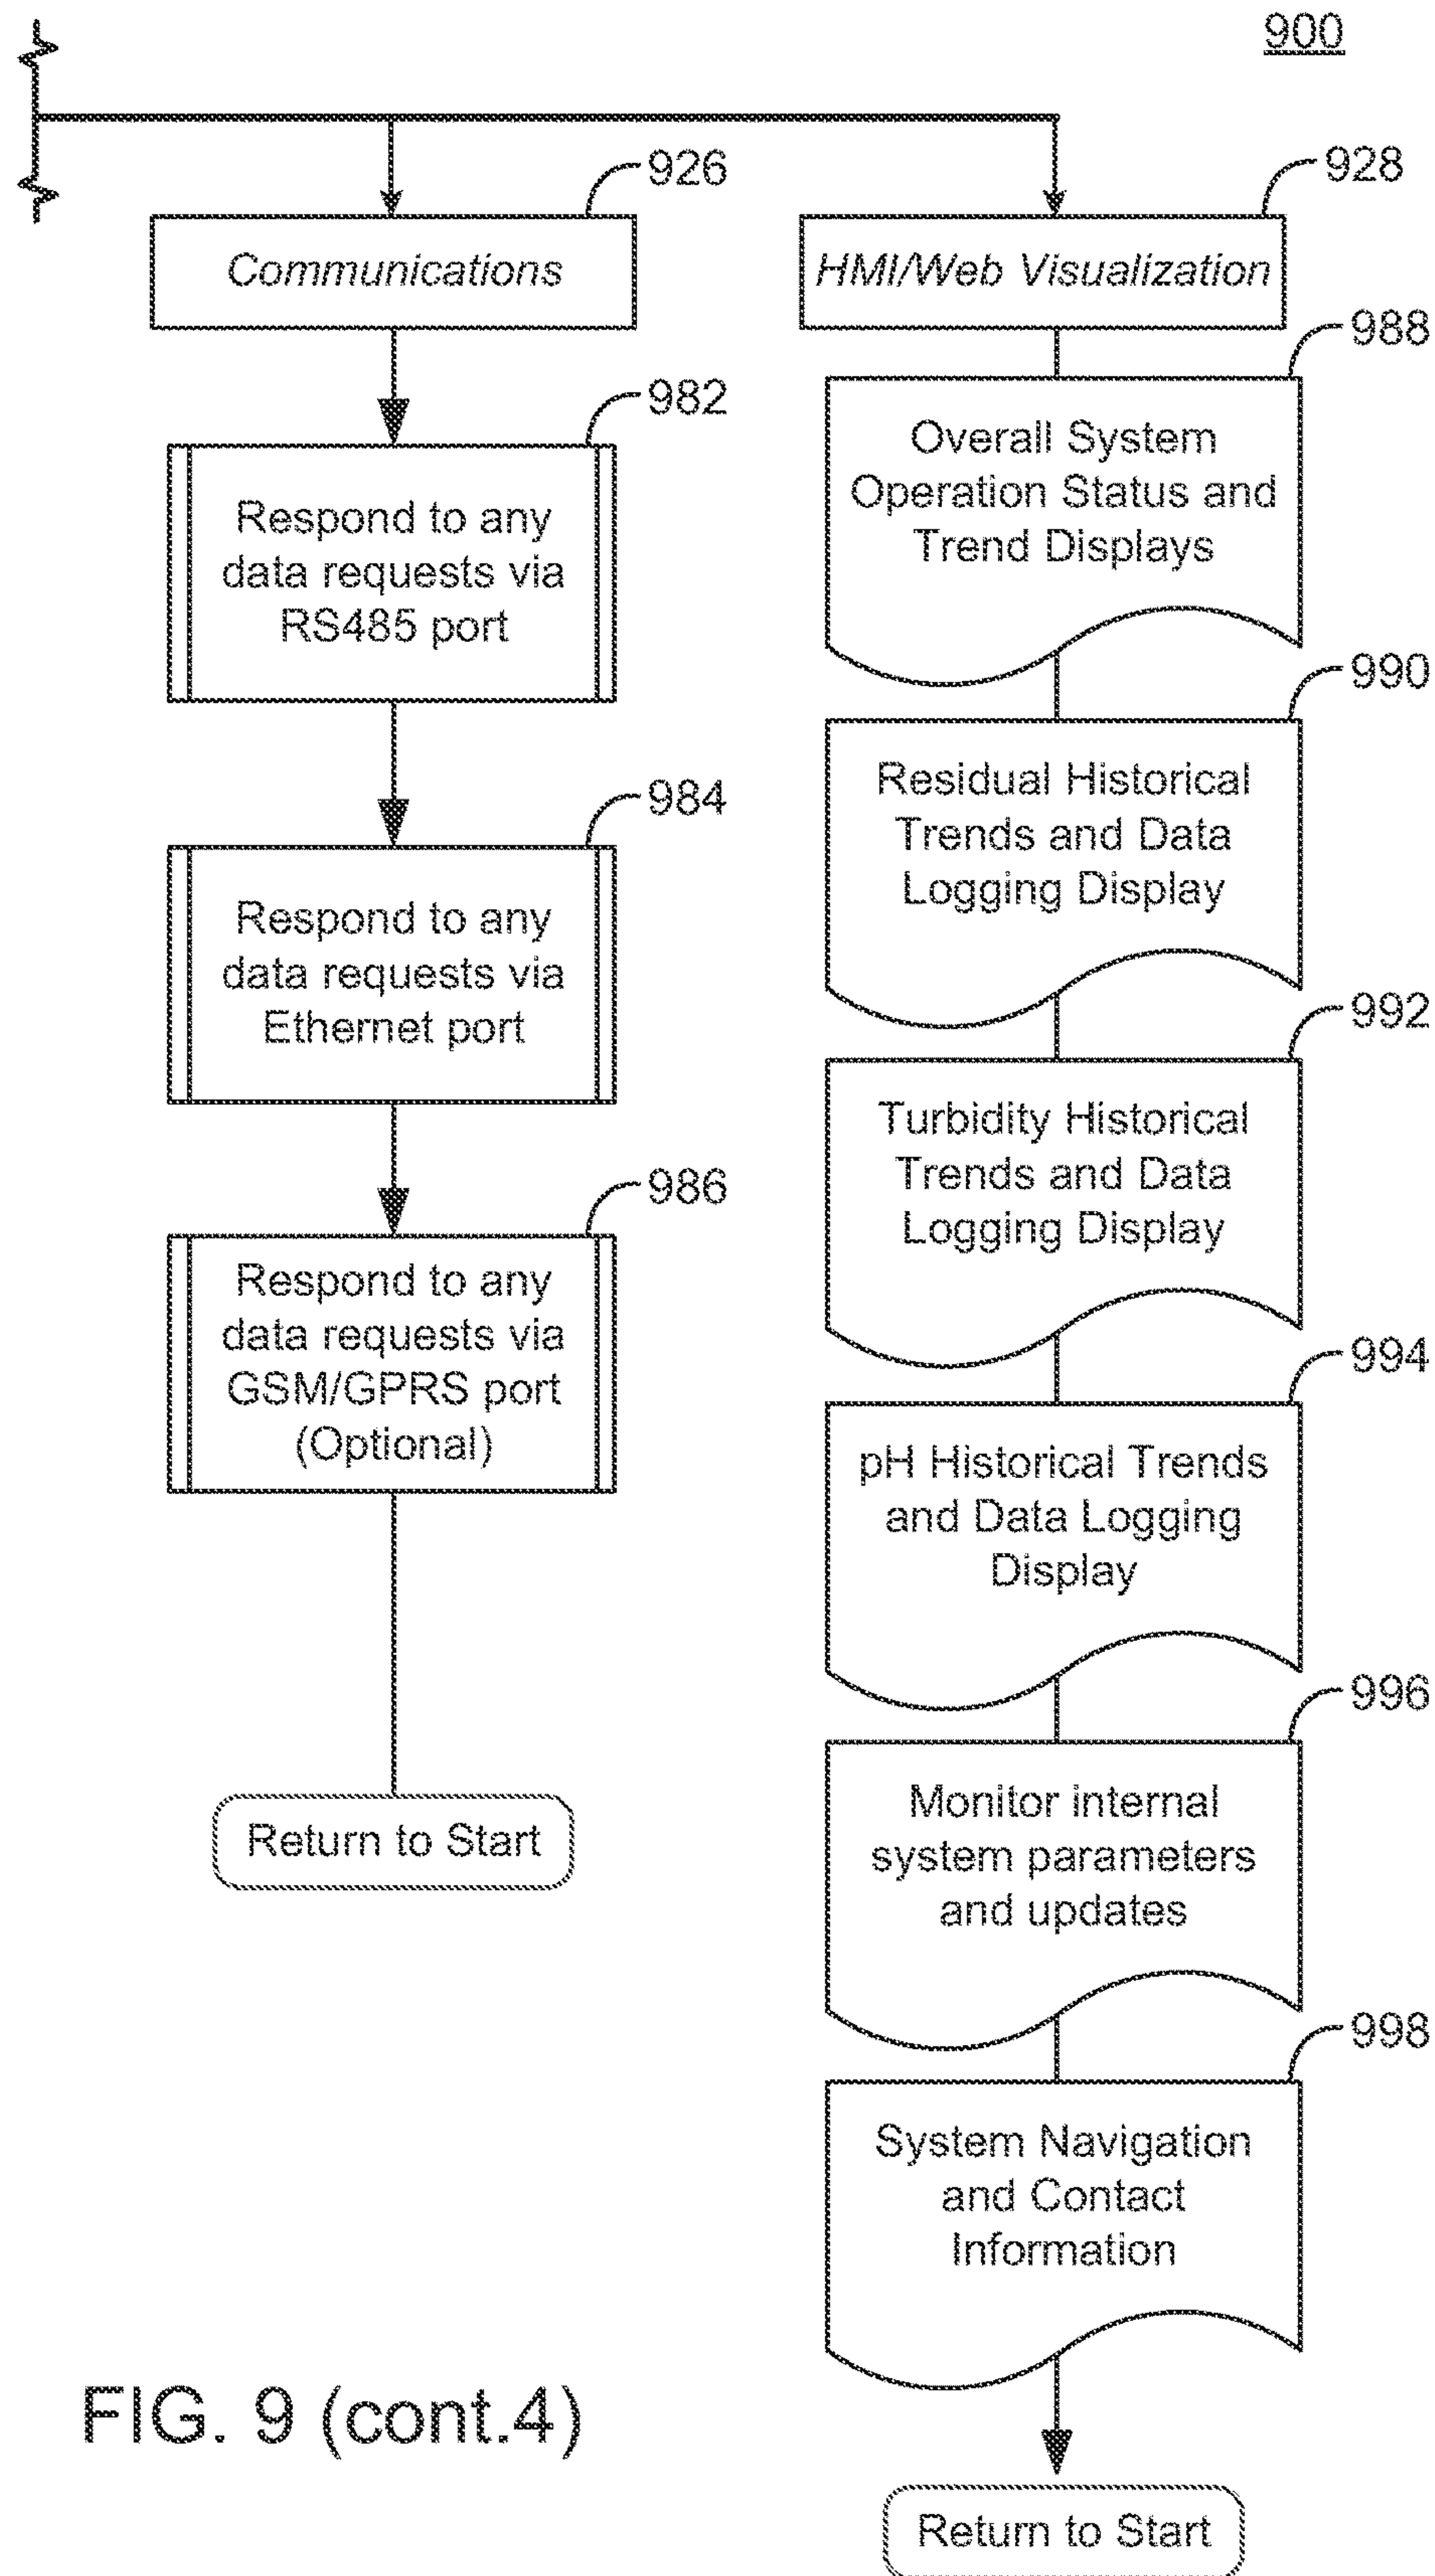 900
926
Communications
982
Respond to any
data requests via
RS485 port
984
Respond to any
data requests via
Ethernet port
986
Respond to any
data requests via
GSM/GPRS port
(Optional)
Return to Start
928
HMI/Web Visualization
988
Overall System
Operation Status and
Trend Displays
990
Residual Historical
Trends and Data
Logging Display
992
Turbidity Historical
Trends and Data
Logging Display
994
pH Historical Trends
and Data Logging
Display
996
Monitor internal
system parameters
and updates
998
System Navigation
and Contact
Information
Return to Start
FIG. 9 (cont.4)